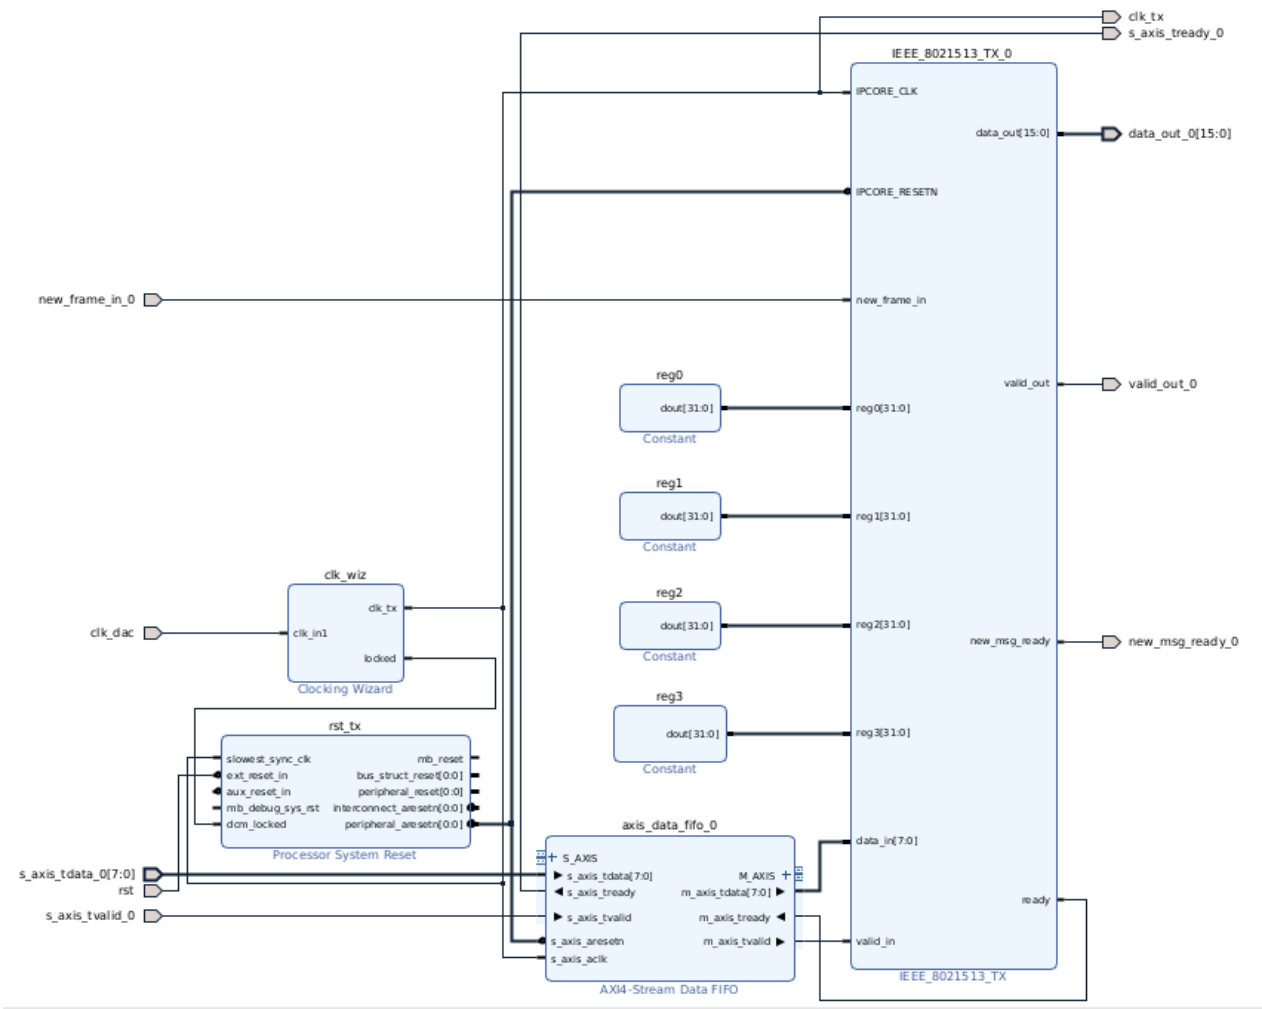 clk_tx
s_axis_tready_0
IEEE_8021513_TX_0
IPCORE_CLK
data_out[15:0]
data_out_0[15:0]
IPCORE_RESETN
new_frame_in_0
new_frame_in
reg0
dout[31:0]
reg0[31:0]
Constant
valid_out
valid_out_0
reg1
dout[31:0]
reg1[31:0]
Constant
clk_wiz
clk_tx
clk_dac
clk_in1
locked
Clocking Wizard
reg2
dout[31:0]
reg2[31:0]
Constant
new_msg_ready
new_msg_ready_0
reg3
dout[31:0]
reg3[31:0]
Constant
rst_tx
slowest_sync_clk
mb_reset
ext_reset_in
bus_struct_reset[0:0]
aux_reset_in
peripheral_reset[0:0]
mb_debug_sys_rst
interconnect_aresetn[0:0]
dcm_locked
peripheral_aresetn[0:0]
Processor System Reset
s_axis_tdata_0[7:0]
rst
s_axis_tvalid_0
axis_data_fifo_0
S_AXIS
s_axis_tdata[7:0]
M_AXIS
s_axis_tready
m_axis_tdata[7:0]
s_axis_tvalid
m_axis_tready
s_axis_aresetn
m_axis_tvalid
s_axis_aclk
AXI4-Stream Data FIFO
data_in[7:0]
ready
valid_in
IEEE_8021513_TX